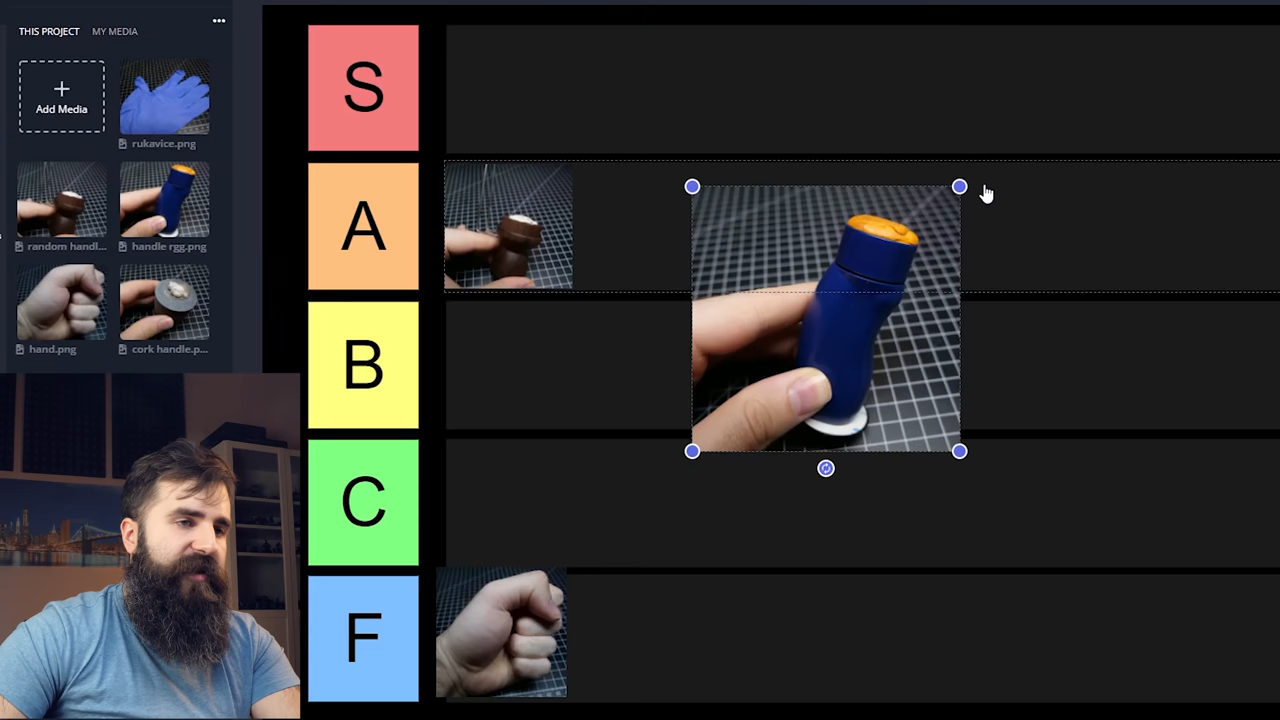 THIS PROJECT
MY MEDIA
Add Media
rukavice.png
random handl...
handle rgg.png
hand.png
cork handle.p...
S
A
B
C
F